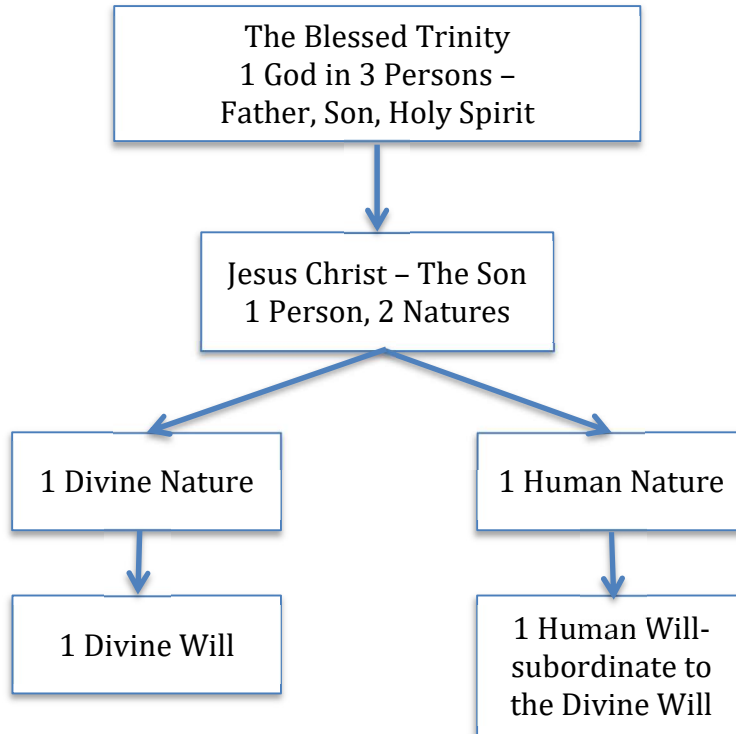 The Blessed Trinity
1 God in 3 Persons –
Father, Son, Holy Spirit
Jesus Christ – The Son
1 Person, 2 Natures
1 Divine Nature
1 Human Nature
1 Divine Will
1 Human Will-
subordinate to
the Divine Will